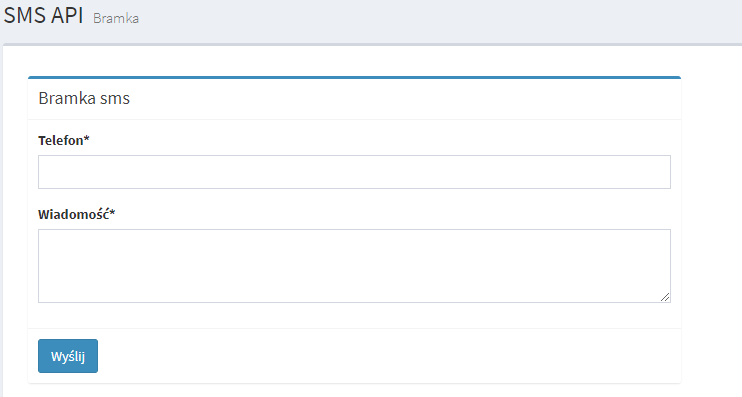 SMS API Bramka
Bramka sms
Telefon*
Wiadomość*
Wyślij